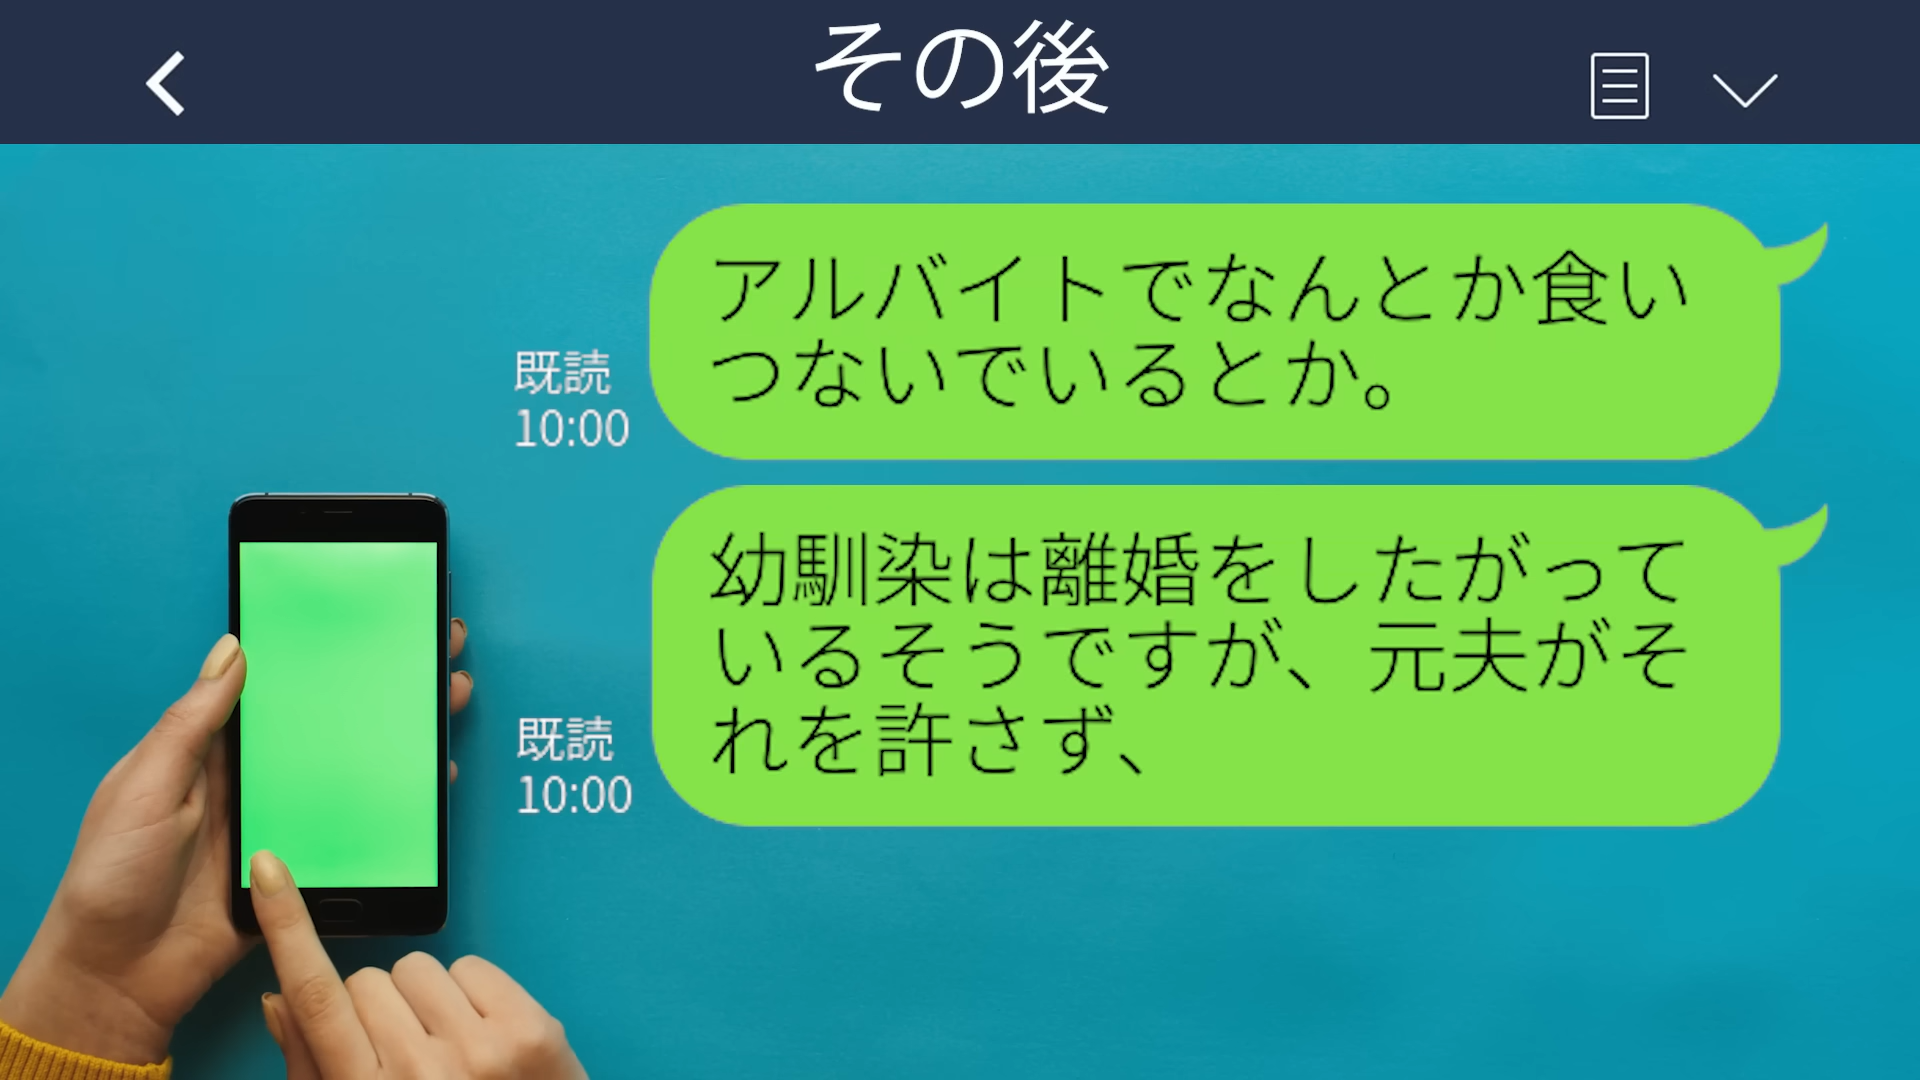 その後
アルバイトでなんとか食い
つないでいるとか。
既読
10:00
幼馴染は離婚をしたがって
いるそうですが、元夫がそ
れを許さず、
既読
10:00